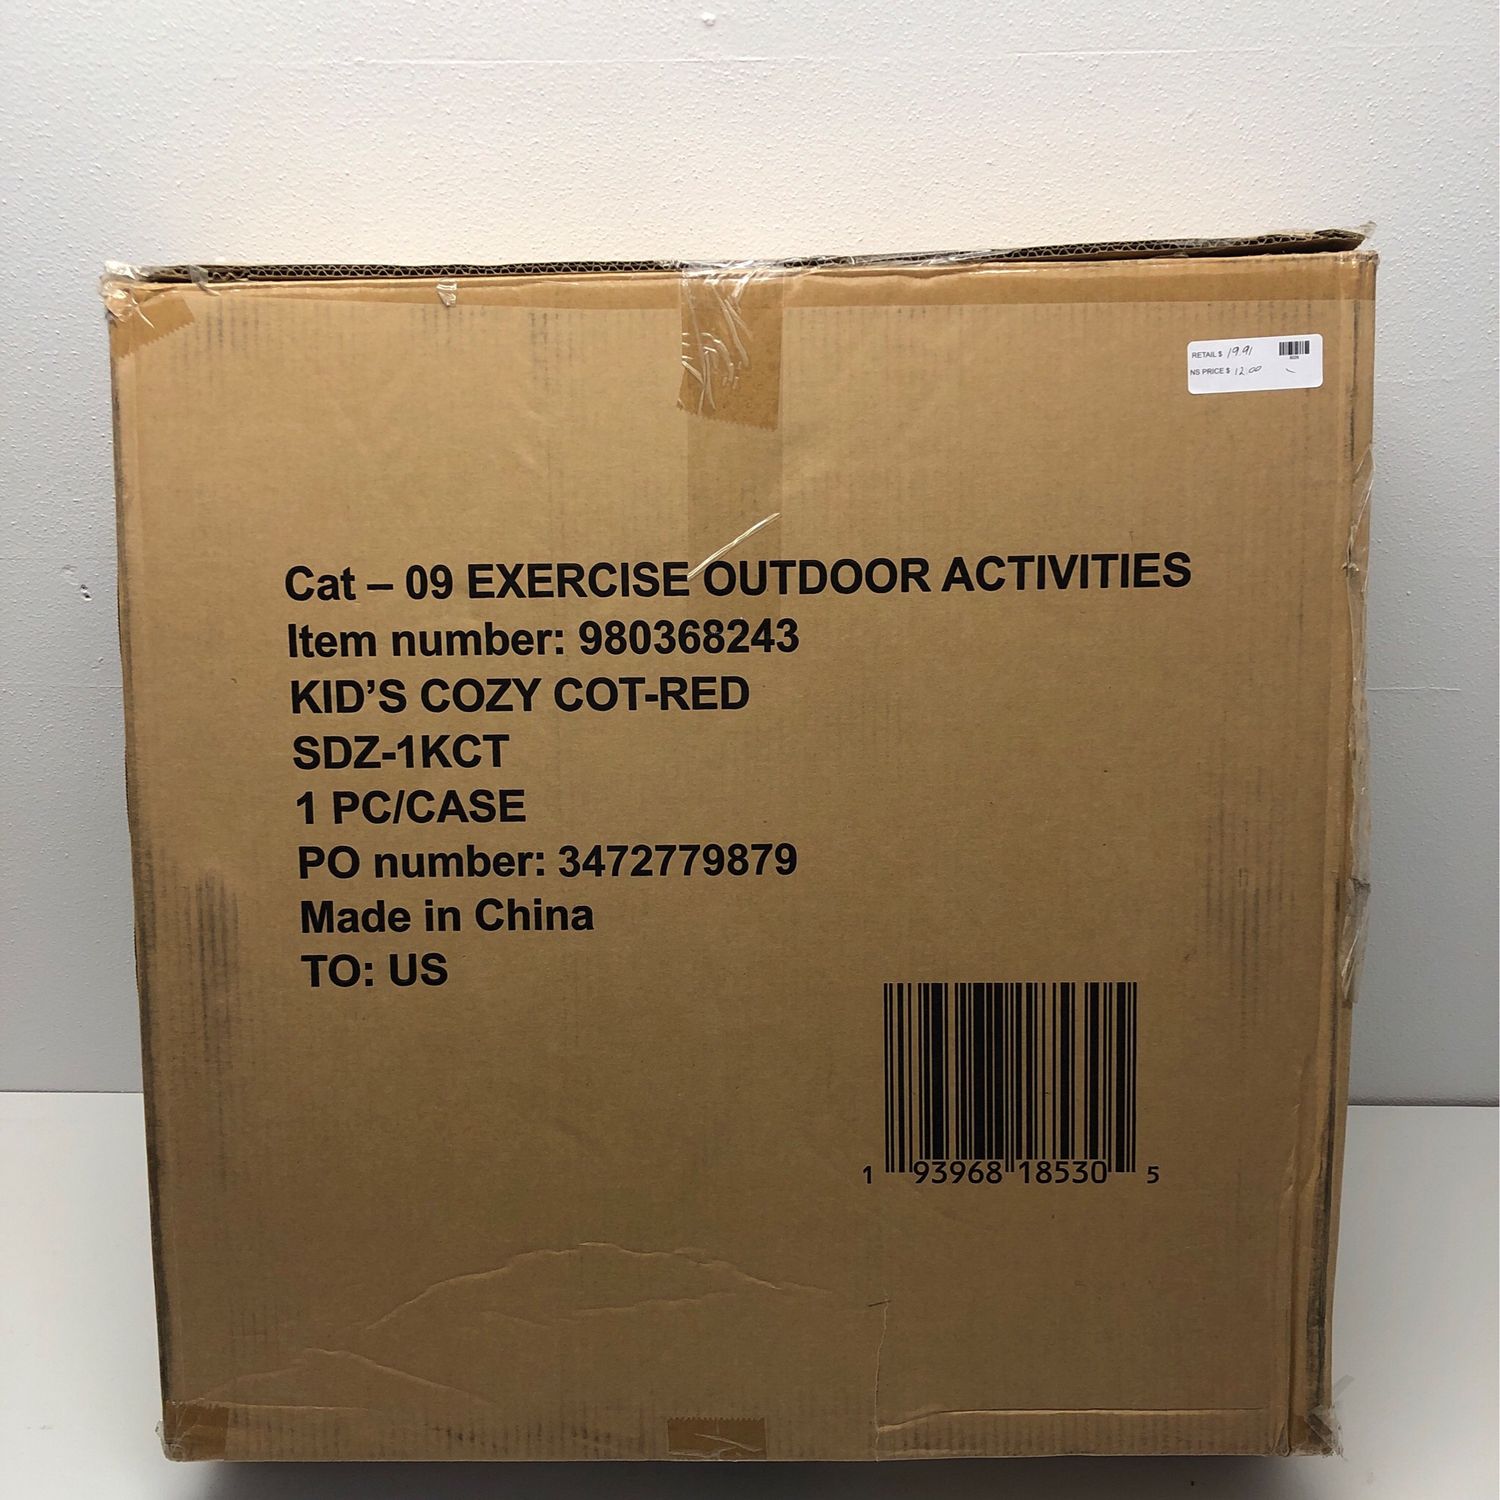 RETAIL $ 19.91
NS PRICE $ 12.00
Cat – 09 EXERCISE OUTDOOR ACTIVITIES
Item number: 980368243
KID'S COZY COT-RED
SDZ-1KCT
1 PC/CASE
PO number: 3472779879
Made in China
TO: US
1 93968 18530 5